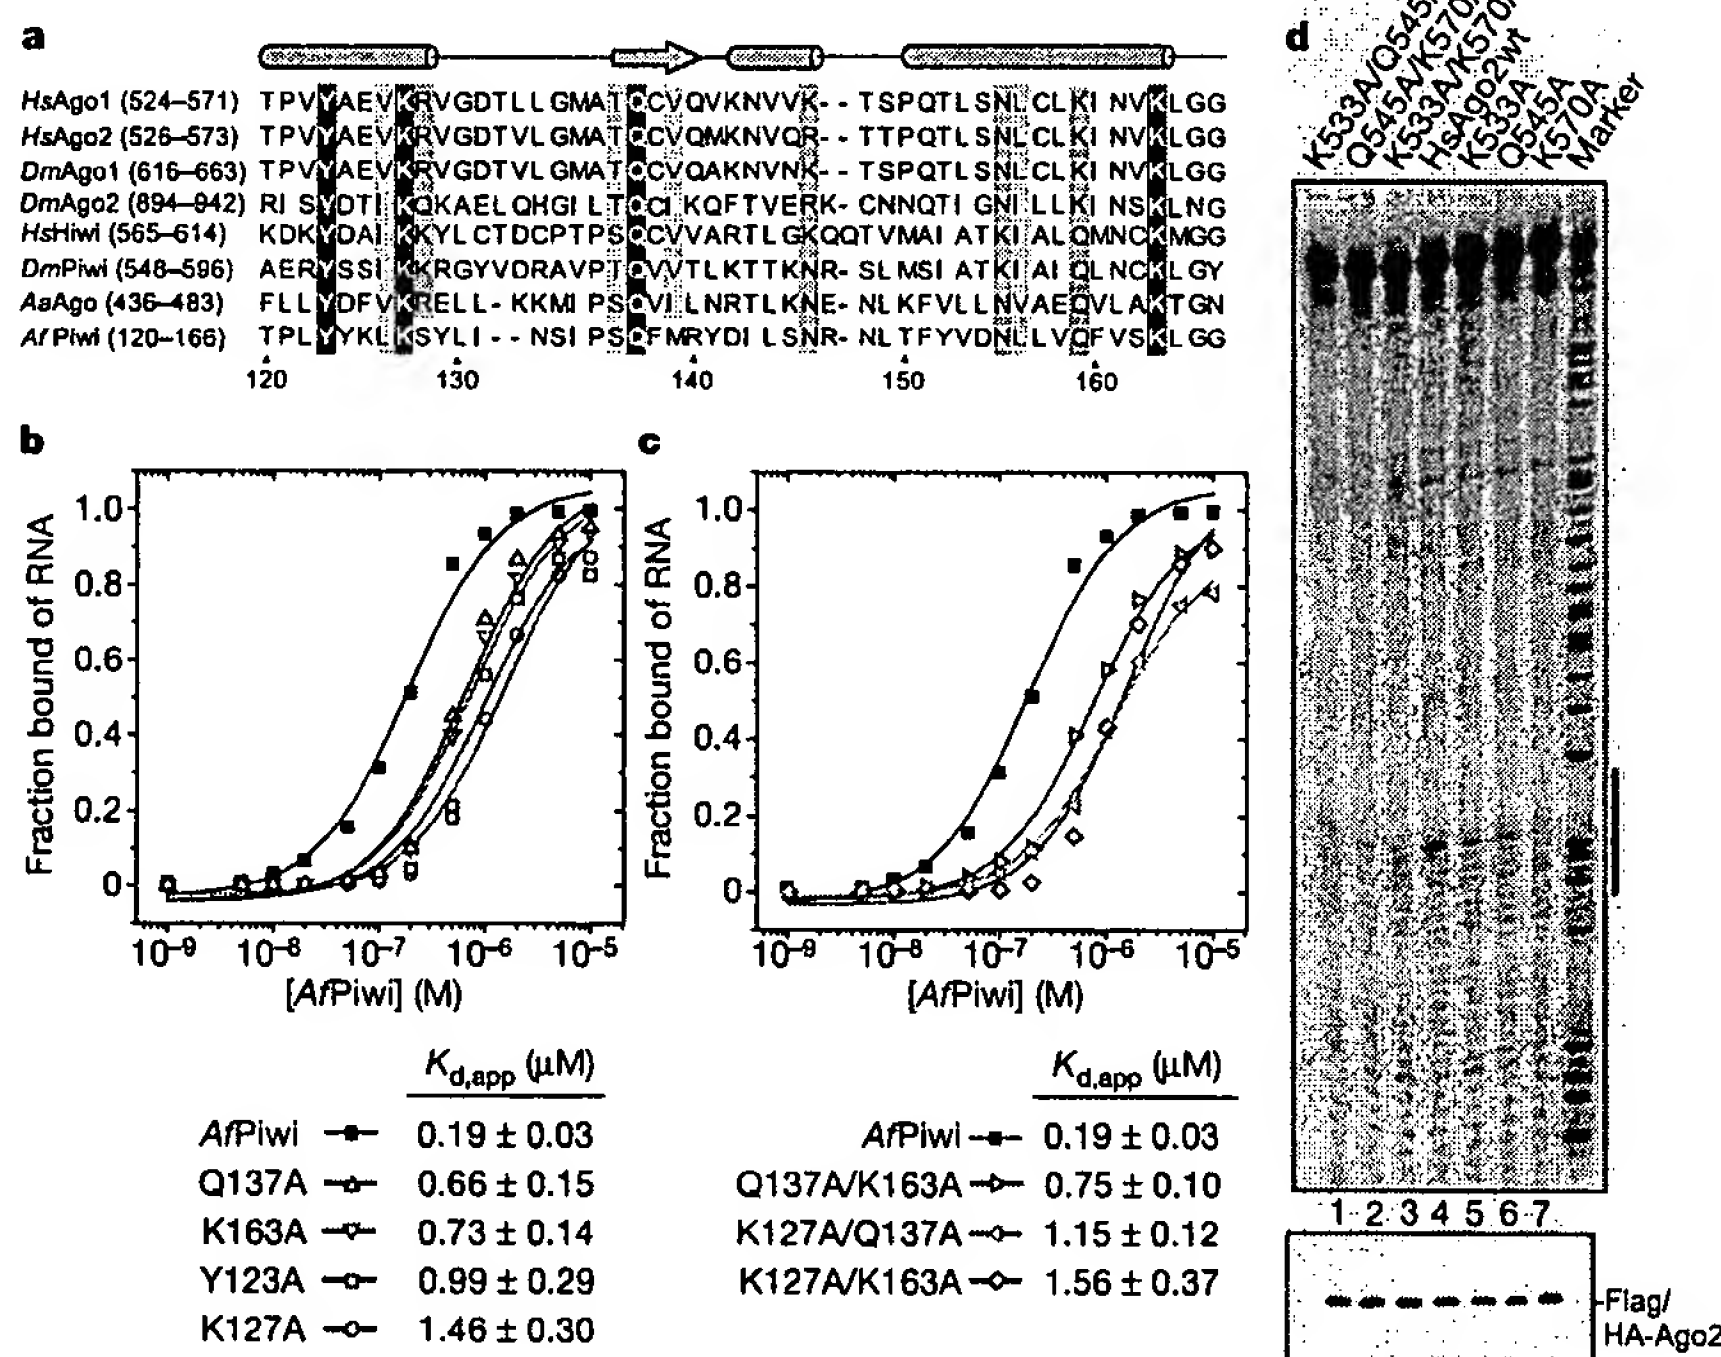 a
HsAgo1 (524–571) TPVYAEVKRVGDTLLGMATQCVQVKNVVK--TSPQTLSNLCLKINVKLGG
HsAgo2 (526–573) TPVYAEVKRVGDTVLGMATQCVQMKNVQR--TTPQTLSNLCLKINVKLGG
DmAgo1 (616–663) TPVYAEVKRVGDTVLGMATQCVQAKNVNK--TSPQTLSNLCLKINVKLGG
DmAgo2 (894–942) RISYDTIKQKAELQHGILTQCIKQFTVERK-CNNQTIGNILLKINSKLNG
HsHiwi (565–614) KDKYDAIKKYLCTDCPTPSQCVVARTLGKQQTVMAIATKIALQMNCKMGG
DmPiwi (548–596) AERYSSIKKRGYVDRAVPTQVVTLKTTKNR-SLMSIATKIAIQLNCKLGY
AaAgo (436–483) FLLYDFVKRELL-KKMIPSQVILNRTLKNE-NLKFVLLNVAEQVLAKTGN
AfPiwi (120–166) TPLYYKLKSYLI--NSIPSQFMRYDILSNR-NLTFYVDNLLVQFVSKLGG
120 130 140 150 160
b
Fraction bound of RNA
1.0
0.8
0.6
0.4
0.2
0
10–9 10–8 10–7 10–6 10–5
[AfPiwi] (M)
Kd,app (μM)
AfPiwi 0.19 ± 0.03
Q137A 0.66 ± 0.15
K163A 0.73 ± 0.14
Y123A 0.99 ± 0.29
K127A 1.46 ± 0.30
c
Fraction bound of RNA
1.0
0.8
0.6
0.4
0.2
0
10–9 10–8 10–7 10–6 10–5
[AfPiwi] (M)
Kd,app (μM)
AfPiwi 0.19 ± 0.03
Q137A/K163A 0.75 ± 0.10
K127A/Q137A 1.15 ± 0.12
K127A/K163A 1.56 ± 0.37
d
K533A/Q545
Q545A/K570
K533A/K570
HsAgo2wt
K533A
Q545A
K570A
Marker
1 2 3 4 5 6 7
Flag/
HA-Ago2